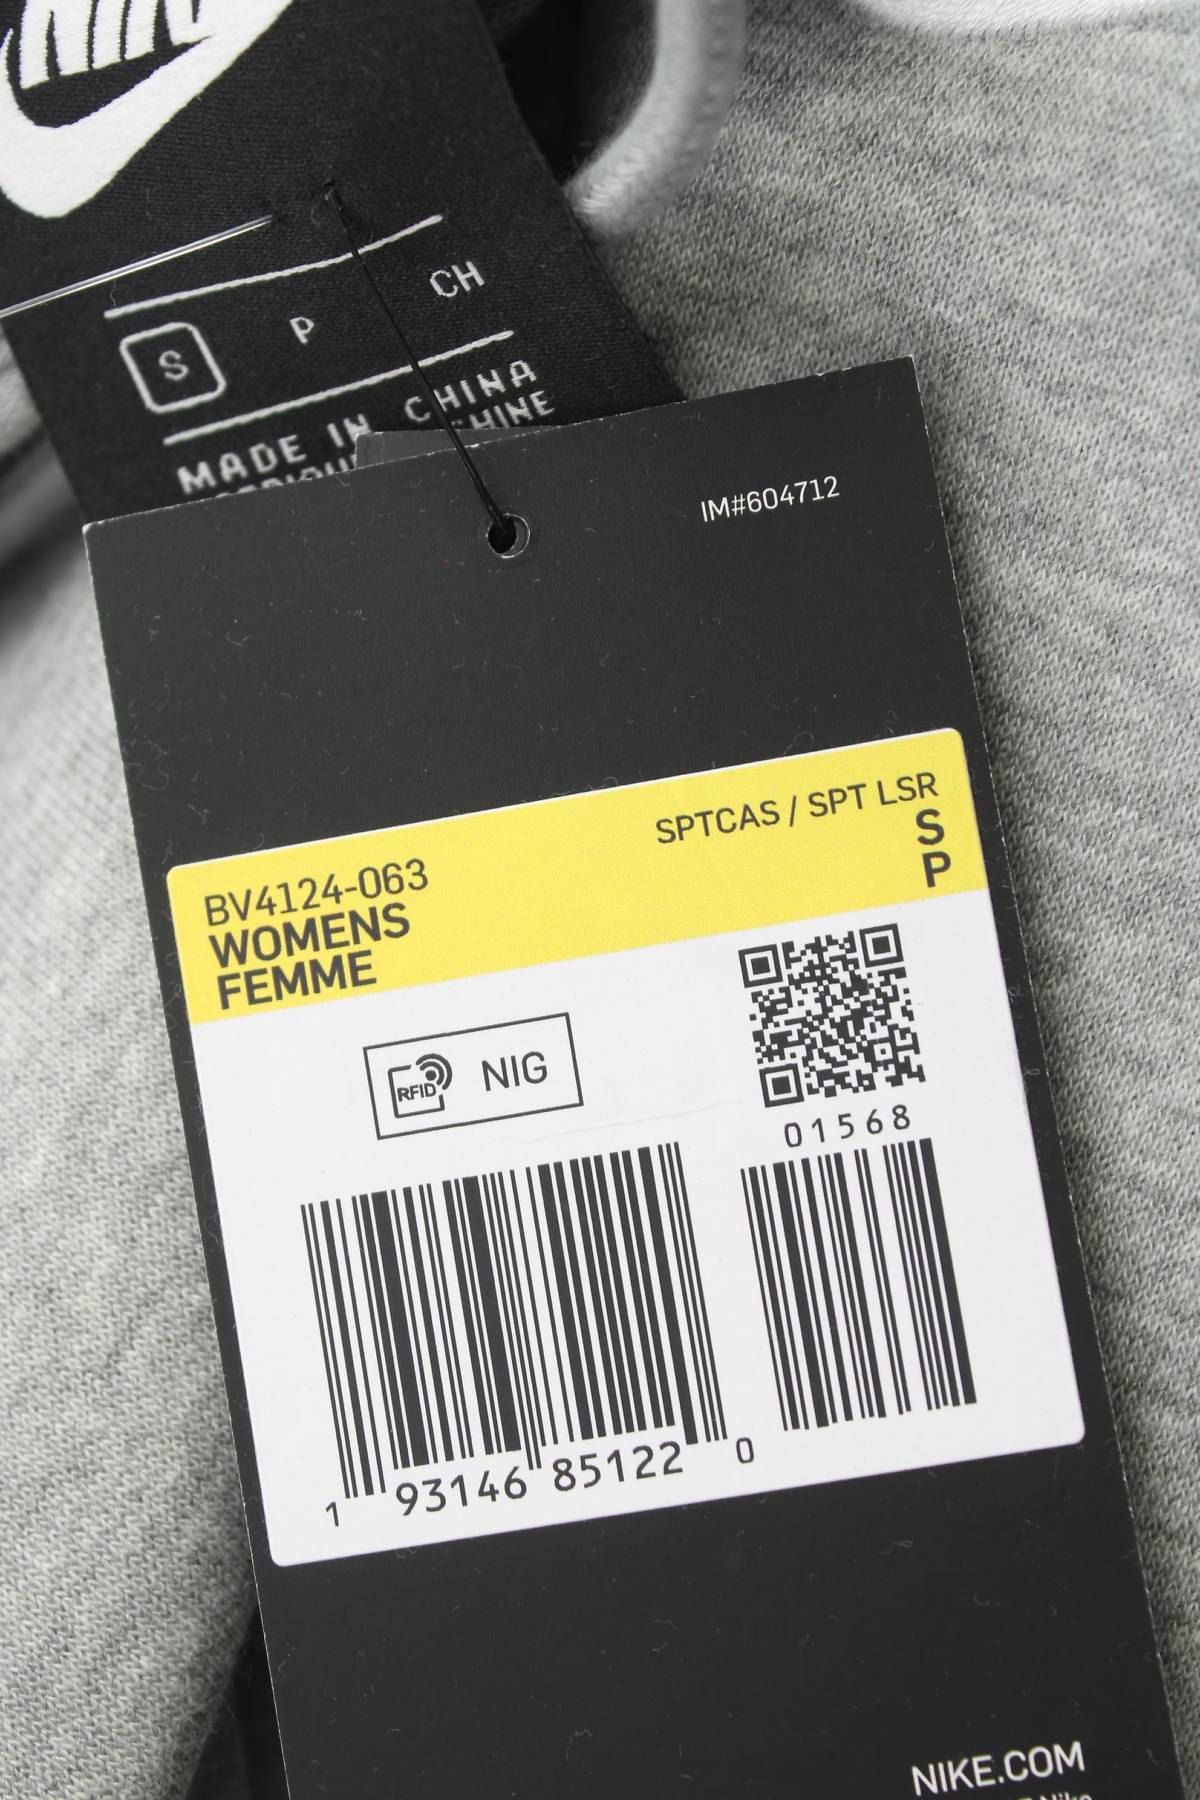 S P CH
MADE IN CHINA
IM#604712
SPTCAS / SPT LSR
S
P
BV4124-063
WOMENS
FEMME
RFID NIG
01568
1 93146 85122 0
NIKE.COM
Nike